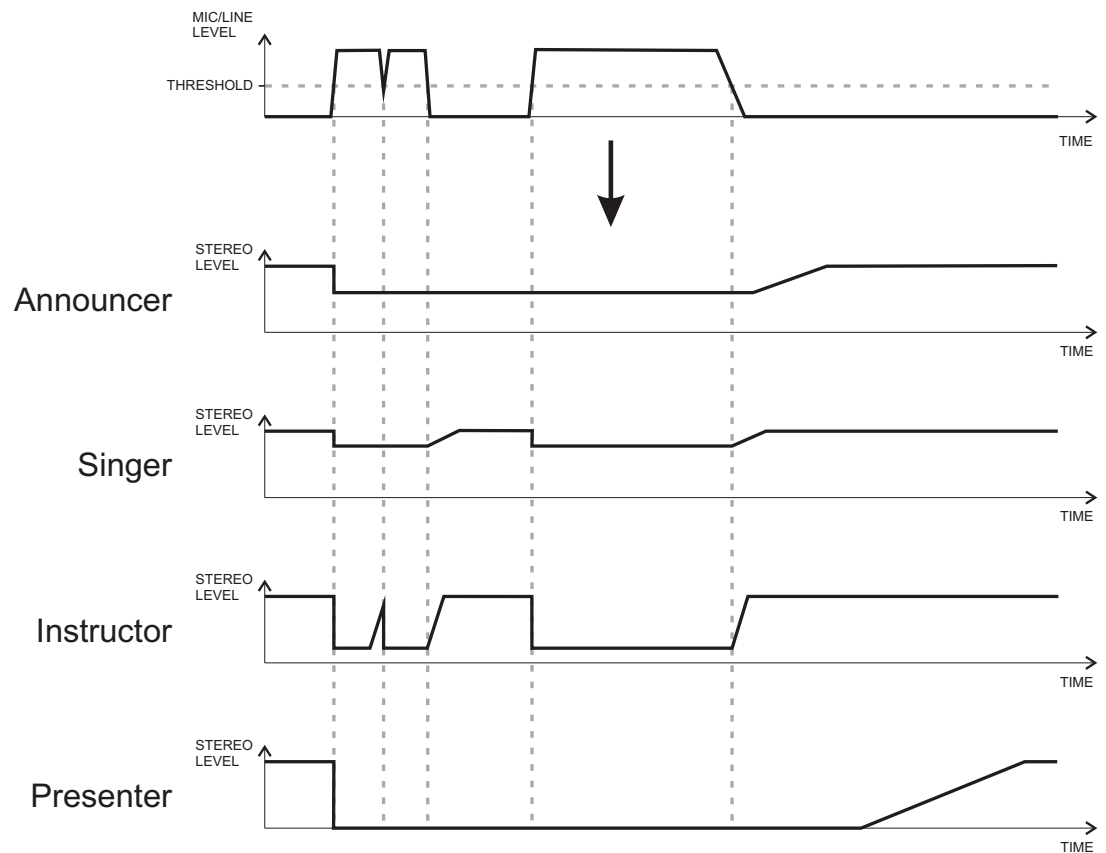 MIC/LINE
LEVEL
THRESHOLD
TIME
STEREO
LEVEL
Announcer
TIME
STEREO
LEVEL
Singer
TIME
STEREO
LEVEL
Instructor
TIME
STEREO
LEVEL
Presenter
TIME